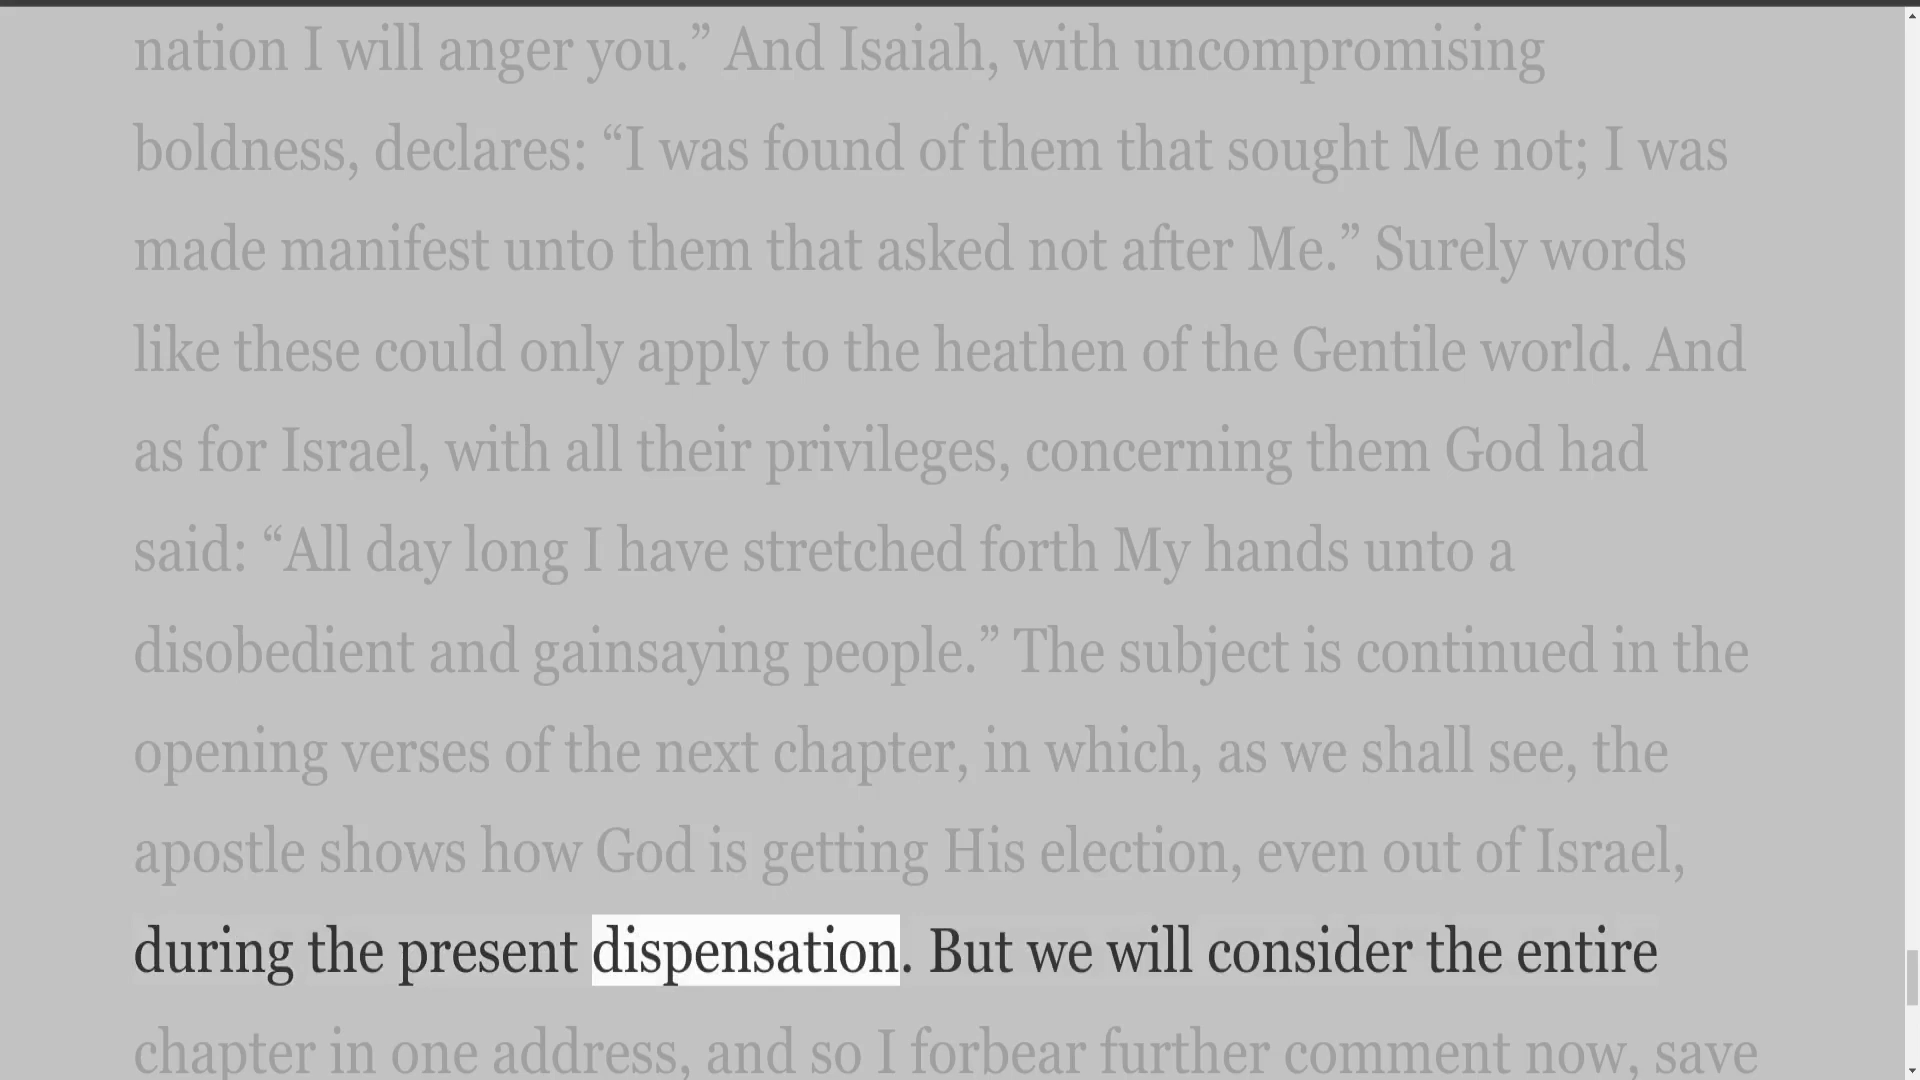 nation I will anger you.” And Isaiah, with uncompromising
boldness, declares: “I was found of them that sought Me not; I was
made manifest unto them that asked not after Me.” Surely words
like these could only apply to the heathen of the Gentile world. And
as for Israel, with all their privileges, concerning them God had
said: “All day long I have stretched forth My hands unto a
disobedient and gainsaying people.” The subject is continued in the
opening verses of the next chapter, in which, as we shall see, the
apostle shows how God is getting His election, even out of Israel,
during the present dispensation. But we will consider the entire
chapter in one address, and so I forbear further comment now, save